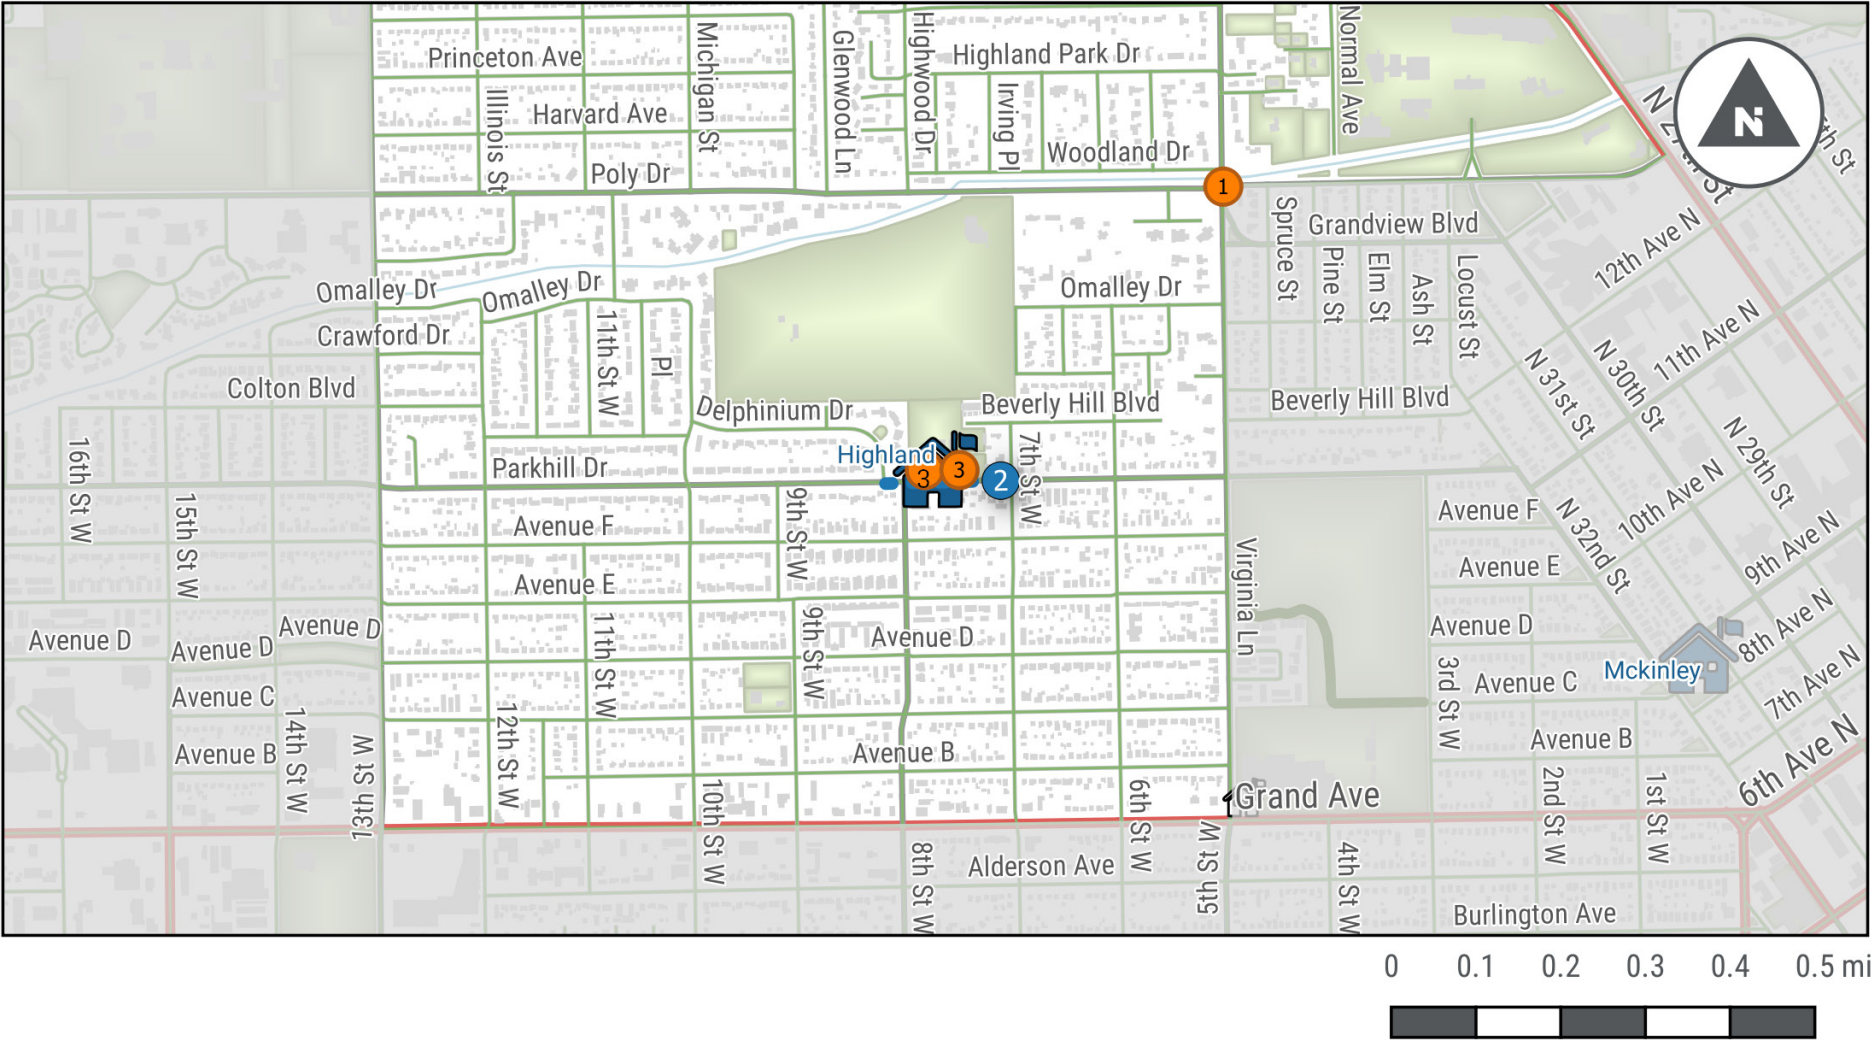 Princeton Ave
Michigan St
Glenwood Ln
Highwood Dr
Highland Park Dr
Normal Ave
Illinois St
Harvard Ave
Irving Pl
Woodland Dr
Poly Dr
N 27th St
N
1
Spruce St
Grandview Blvd
12th Ave N
Pine St
Elm St
Ash St
Locust St
Omalley Dr
Omalley Dr
Omalley Dr
Crawford Dr
11th St W
Pl
N 31st St
N 30th St
11th Ave N
Colton Blvd
Delphinium Dr
Beverly Hill Blvd
Beverly Hill Blvd
N 29th St
16th St W
Highland
7th St W
Parkhill Dr
3
3
2
10th Ave N
15th St W
9th St W
Avenue F
Avenue F
N 32nd St
9th Ave N
Avenue E
Avenue E
Virginia Ln
8th Ave N
Avenue D
Avenue D
Avenue D
11th St W
9th St W
Avenue D
Avenue D
Mckinley
7th Ave N
Avenue C
3rd St W
Avenue C
14th St W
13th St W
12th St W
Avenue B
Avenue B
Avenue B
6th Ave N
10th St W
6th St W
Grand Ave
2nd St W
1st St W
8th St W
Alderson Ave
5th St W
4th St W
Burlington Ave
0 0.1 0.2 0.3 0.4 0.5 mi